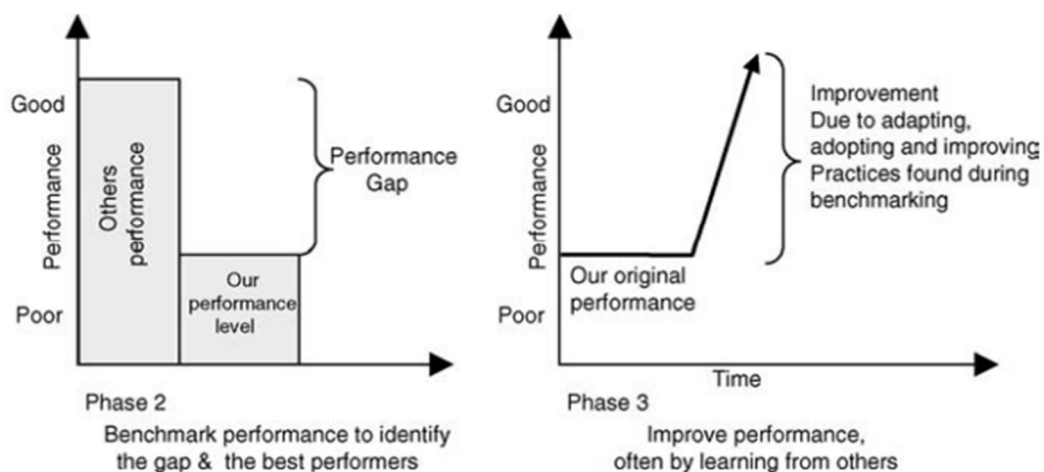 Good
Performance
Poor
Others
performance
Our
performance
level
Performance
Gap
Phase 2
Benchmark performance to identify
the gap & the best performers
Good
Performance
Poor
Our original
performance
Improvement
Due to adapting,
adopting and improving
Practices found during
benchmarking
Time
Phase 3
Improve performance,
often by learning from others